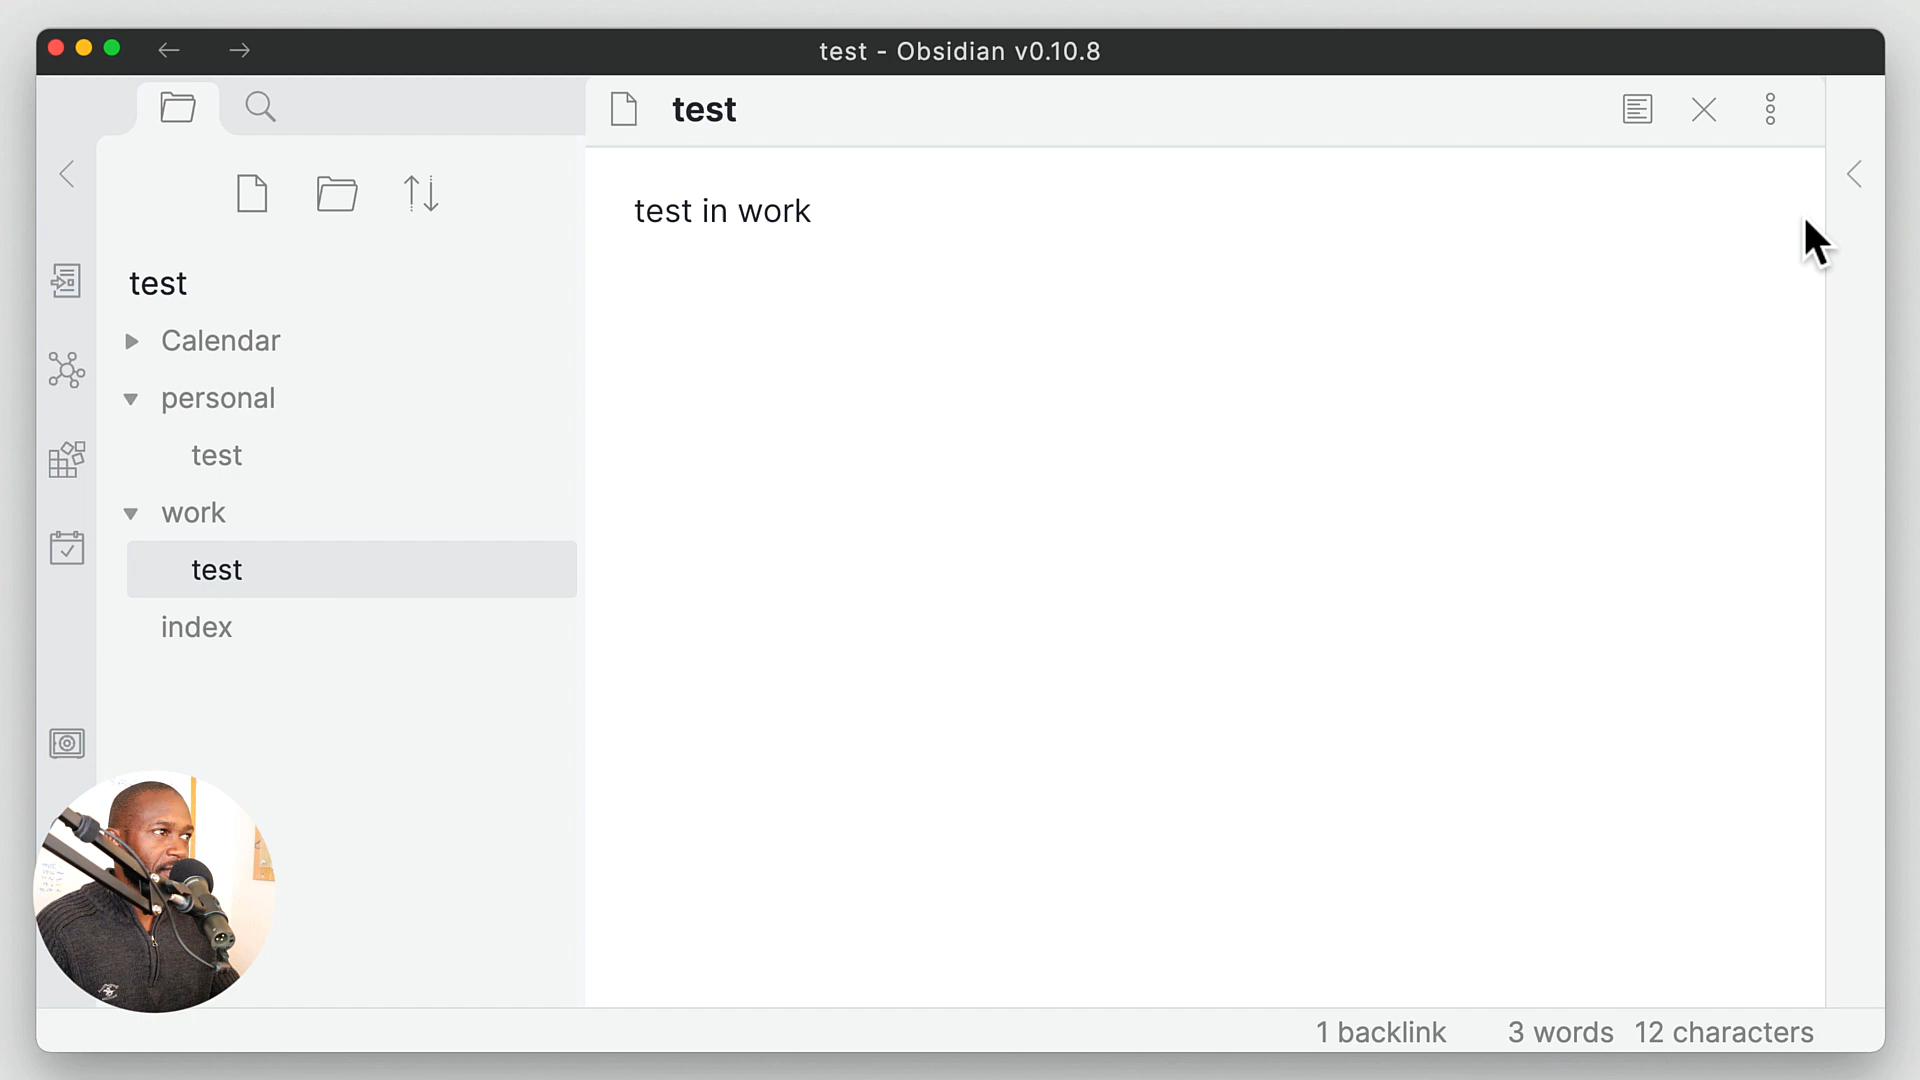 test - Obsidian v0.10.8
test
test in work
test
Calendar
personal
test
work
test
index
1 backlink 3 words 12 characters